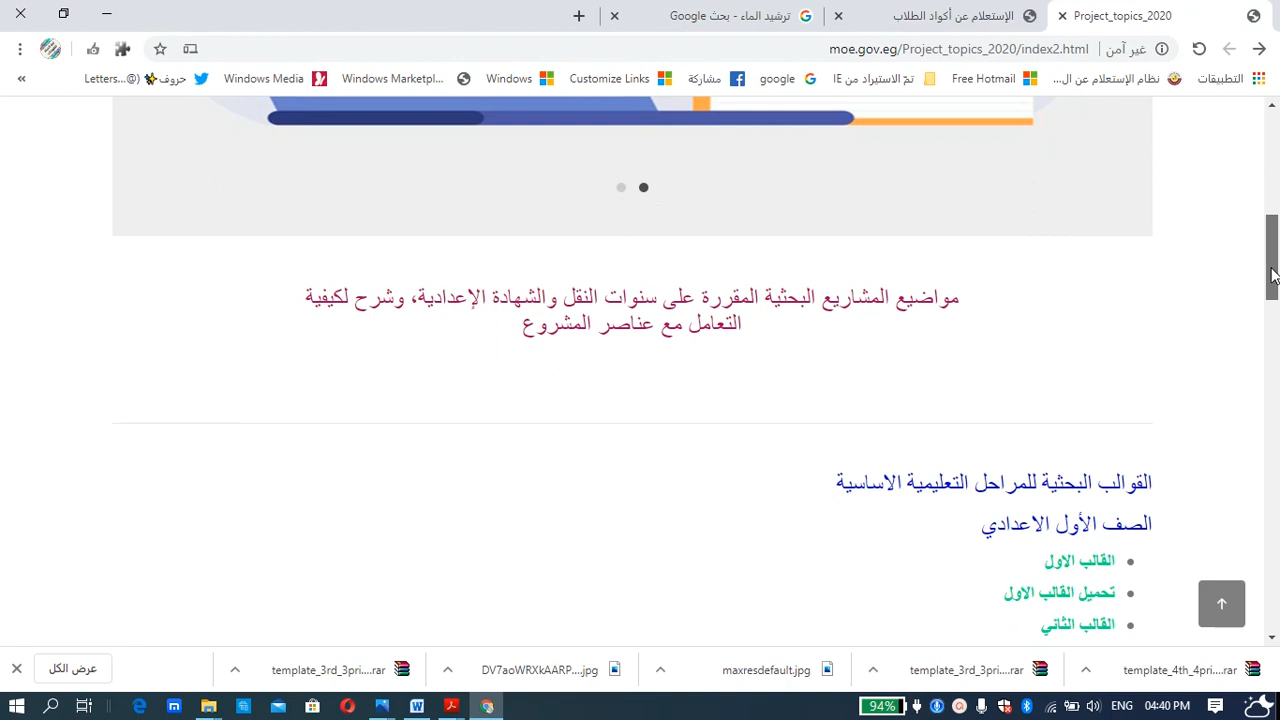 Project_topics_2020
الإستعلام عن أكواد الطلاب
ترشيد الماء - بحث Google
غير آمن
moe.gov.eg/Project_topics_2020/index2.html
التطبيقات
نظام الإستعلام عن ال...
Free Hotmail
تمّ الاستيراد من IE
google
مشاركة
Customize Links
Windows
Windows Marketpl...
Windows Media
حروف (@Letters...
«
مواضيع المشاريع البحثية المقررة على سنوات النقل والشهادة الإعدادية، وشرح لكيفية
التعامل مع عناصر المشروع
القوالب البحثية للمراحل التعليمية الاساسية
الصف الأول الاعدادي
القالب الاول
تحميل القالب الاول
القالب الثاني
template_4th_4pri....rar
template_3rd_3pri....rar
maxresdefault.jpg
DV7aoWRXkAARP....jpg
template_3rd_3pri....rar
عرض الكل
94%
ENG
04:40 PM